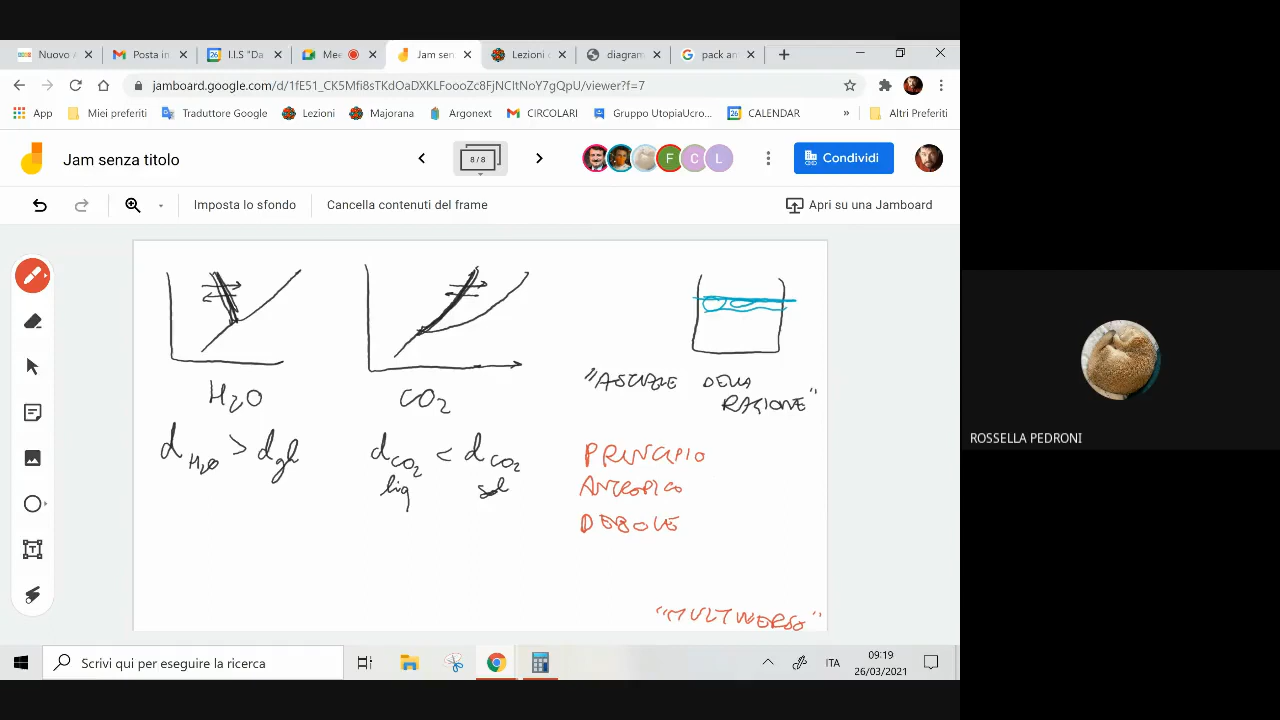 Nuovo A
Posta in
I.I.S "Da
Mee
Jam sen
Lezioni c
diagram
pack an
jamboard.google.com/d/1fE51_CK5Mfi8sTKdOaDXKLFoooZc8FjNCItNoY7gQpU/viewer?f=7
App
Miei preferiti
Traduttore Google
Lezioni
Majorana
Argonext
CIRCOLARI
Gruppo UtopiaUcro...
CALENDAR
»
Altri Preferiti
Jam senza titolo
8/8
F
C
L
Condividi
Imposta lo sfondo
Cancella contenuti del frame
Apri su una Jamboard
H2O
CO2
"ASCIALE DELLA
RAGIONE"
dH2O > dgh
dCO2 < dCO2
liq sol
PRINCIPIO
ANTROPICO
DEBOLE
"MULTIVERSO"
ROSSELLA PEDRONI
Scrivi qui per eseguire la ricerca
ITA
09:19
26/03/2021